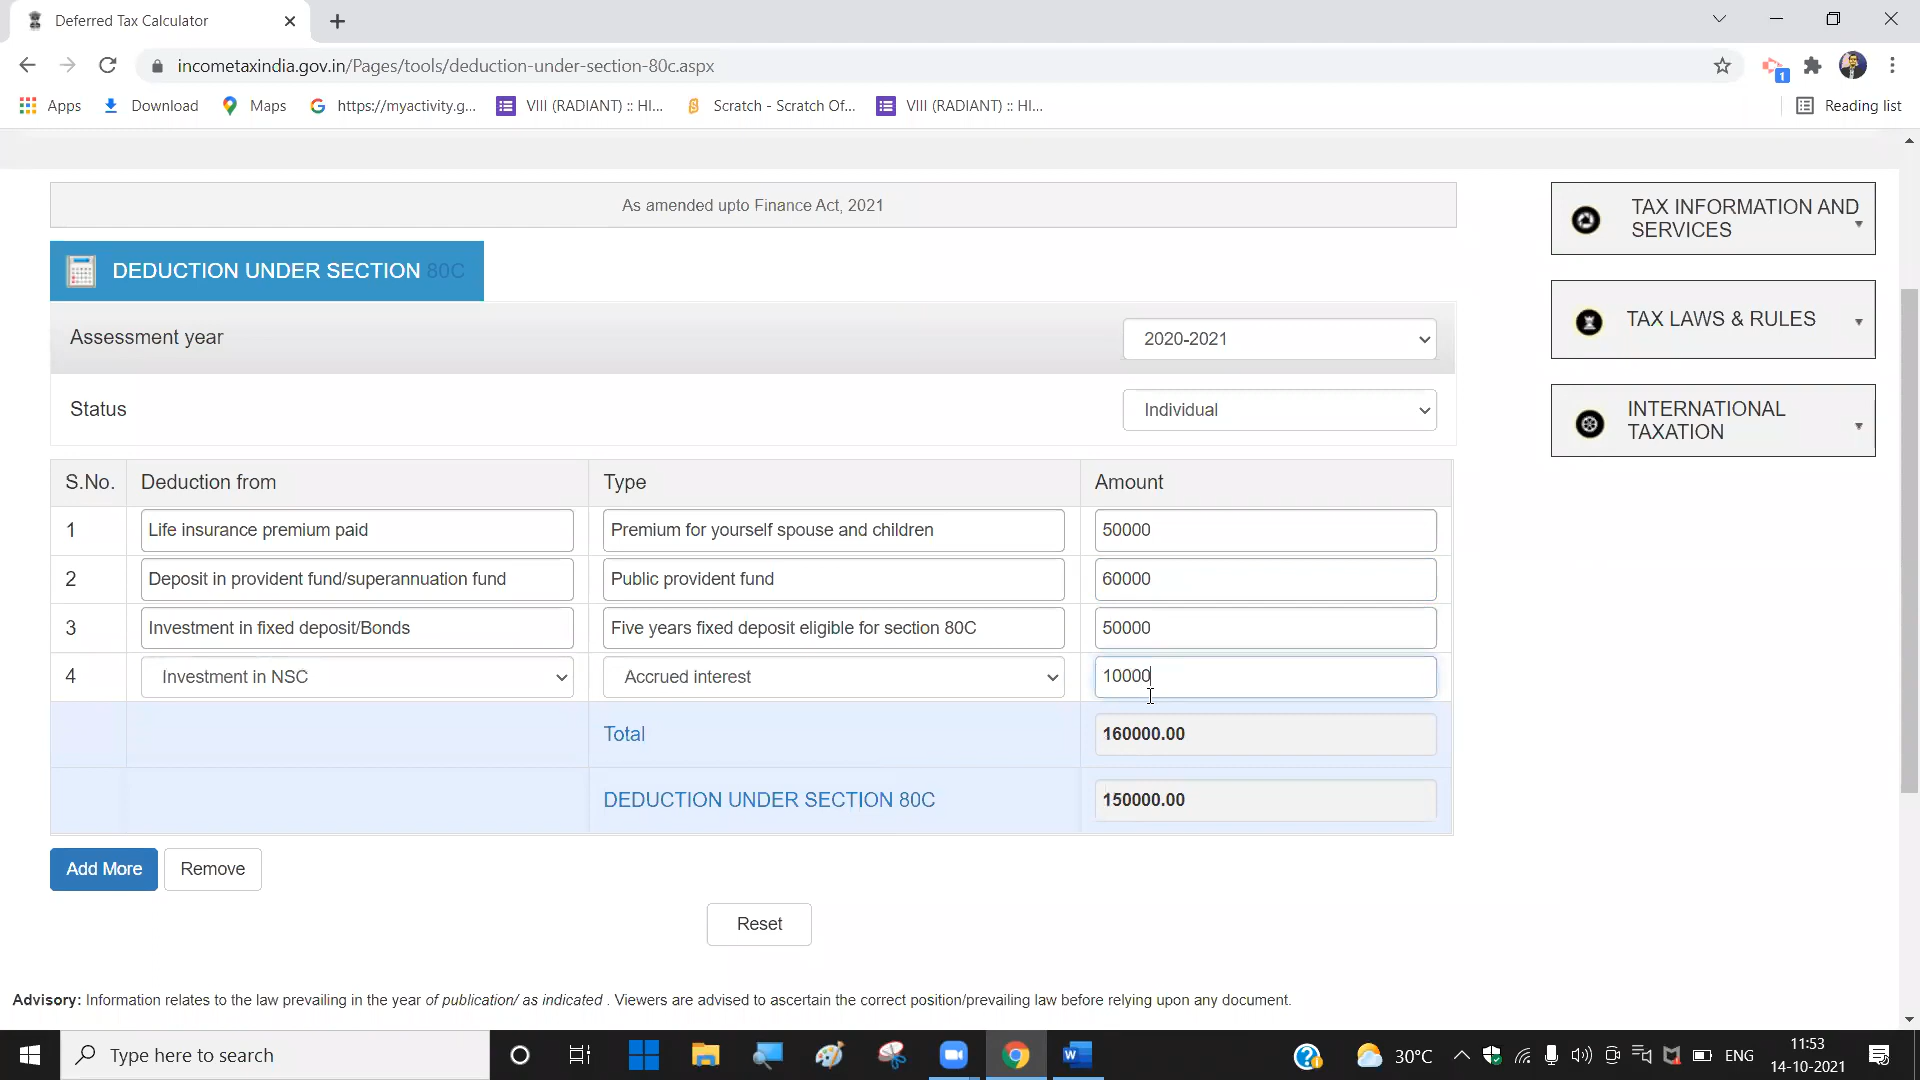 Deferred Tax Calculator
incometaxindia.gov.in/Pages/tools/deduction-under-section-80c.aspx
1
Apps Download Maps https://myactivity.g... VIII (RADIANT) :: HI... Scratch - Scratch Of... VIII (RADIANT) :: HI... Reading list
As amended upto Finance Act, 2021
DEDUCTION UNDER SECTION 80C
Assessment year 2020-2021
Status Individual
S.No. Deduction from Type Amount
1 Life insurance premium paid Premium for yourself spouse and children 50000
2 Deposit in provident fund/superannuation fund Public provident fund 60000
3 Investment in fixed deposit/Bonds Five years fixed deposit eligible for section 80C 50000
4 Investment in NSC Accrued interest 10000
Total 160000.00
DEDUCTION UNDER SECTION 80C 150000.00
Add More Remove
Reset
TAX INFORMATION AND
SERVICES
TAX LAWS & RULES
INTERNATIONAL
TAXATION
Advisory: Information relates to the law prevailing in the year of publication/ as indicated . Viewers are advised to ascertain the correct position/prevailing law before relying upon any document.
Type here to search
30°C
ENG
11:53
14-10-2021